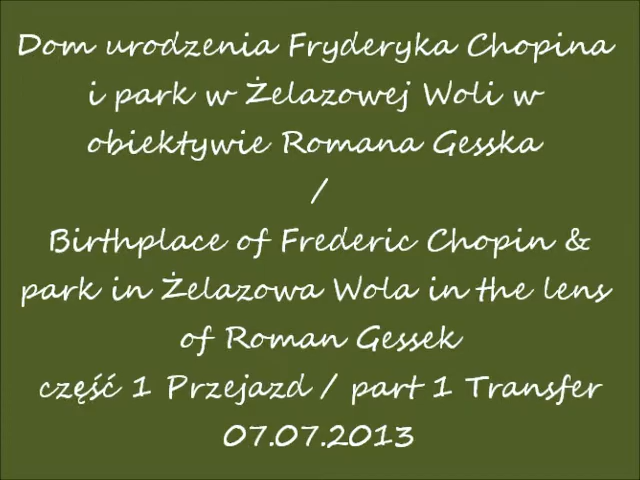 Dom urodzenia Fryderyka Chopina
i park w Żelazowej Woli w
obiektywie Romana Gesska
/
Birthplace of Frederic Chopin &
park in Żelazowa Wola in the lens
of Roman Gessek
część 1 Przejazd / part 1 Transfer
07.07.2013